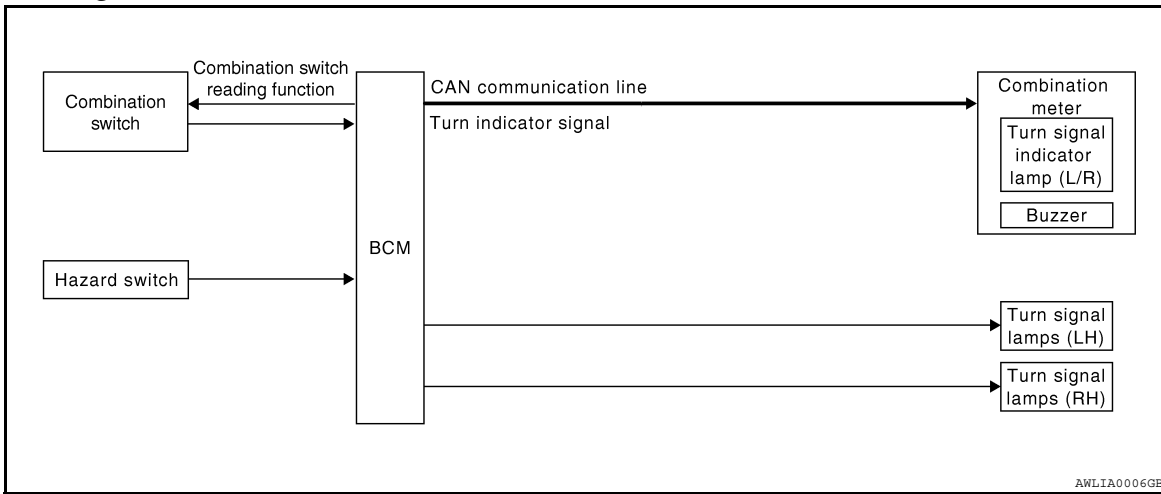 Combination switch
reading function
Combination
switch
BCM
CAN communication line
Turn indicator signal
Combination
meter
Turn signal
indicator
lamp (L/R)
Buzzer
Hazard switch
Turn signal
lamps (LH)
Turn signal
lamps (RH)
AWLIA0006GB